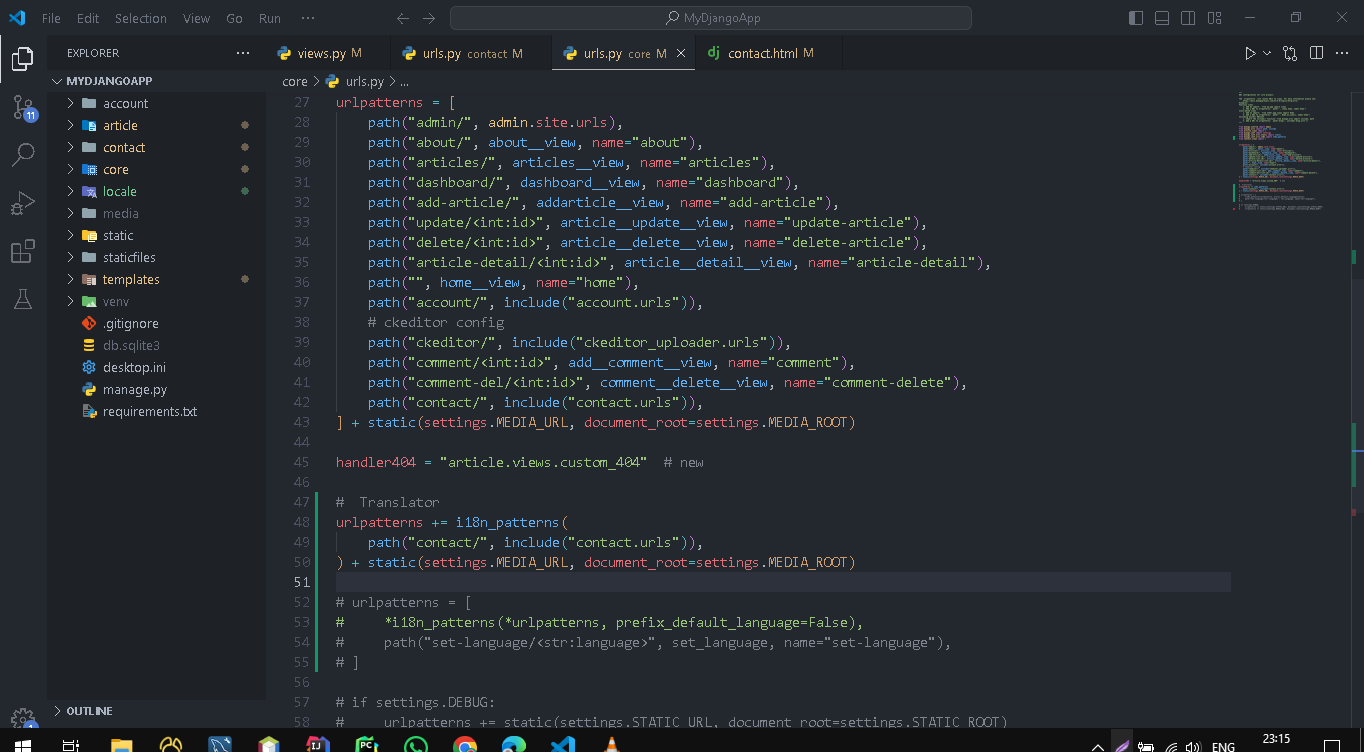 File Edit Selection View Go Run ··· MyDjangoApp
EXPLORER ···
views.py M urls.py contact M urls.py core M contact.html M
MYDJANGOAPP
core > urls.py > ...
account
article
contact
core
locale
media
static
staticfiles
templates
venv
.gitignore
db.sqlite3
desktop.ini
manage.py
requirements.txt
OUTLINE
11
1
27 urlpatterns = [
28 path("admin/", admin.site.urls),
29 path("about/", about__view, name="about"),
30 path("articles/", articles__view, name="articles"),
31 path("dashboard/", dashboard__view, name="dashboard"),
32 path("add-article/", addarticle__view, name="add-article"),
33 path("update/<int:id>", article__update__view, name="update-article"),
34 path("delete/<int:id>", article__delete__view, name="delete-article"),
35 path("article-detail/<int:id>", article__detail__view, name="article-detail"),
36 path("", home__view, name="home"),
37 path("account/", include("account.urls")),
38 # ckeditor config
39 path("ckeditor/", include("ckeditor_uploader.urls")),
40 path("comment/<int:id>", add__comment__view, name="comment"),
41 path("comment-del/<int:id>", comment__delete__view, name="comment-delete"),
42 path("contact/", include("contact.urls")),
43 ] + static(settings.MEDIA_URL, document_root=settings.MEDIA_ROOT)
44
45 handler404 = "article.views.custom_404" # new
46
47 # Translator
48 urlpatterns += i18n_patterns(
49 path("contact/", include("contact.urls")),
50 ) + static(settings.MEDIA_URL, document_root=settings.MEDIA_ROOT)
51
52 # urlpatterns = [
53 # *i18n_patterns(*urlpatterns, prefix_default_language=False),
54 # path("set-language/<str:language>", set_language, name="set-language"),
55 # ]
56
57 # if settings.DEBUG:
58 # urlpatterns += static(settings.STATIC_URL, document_root=settings.STATIC_ROOT)
ENG
23:15